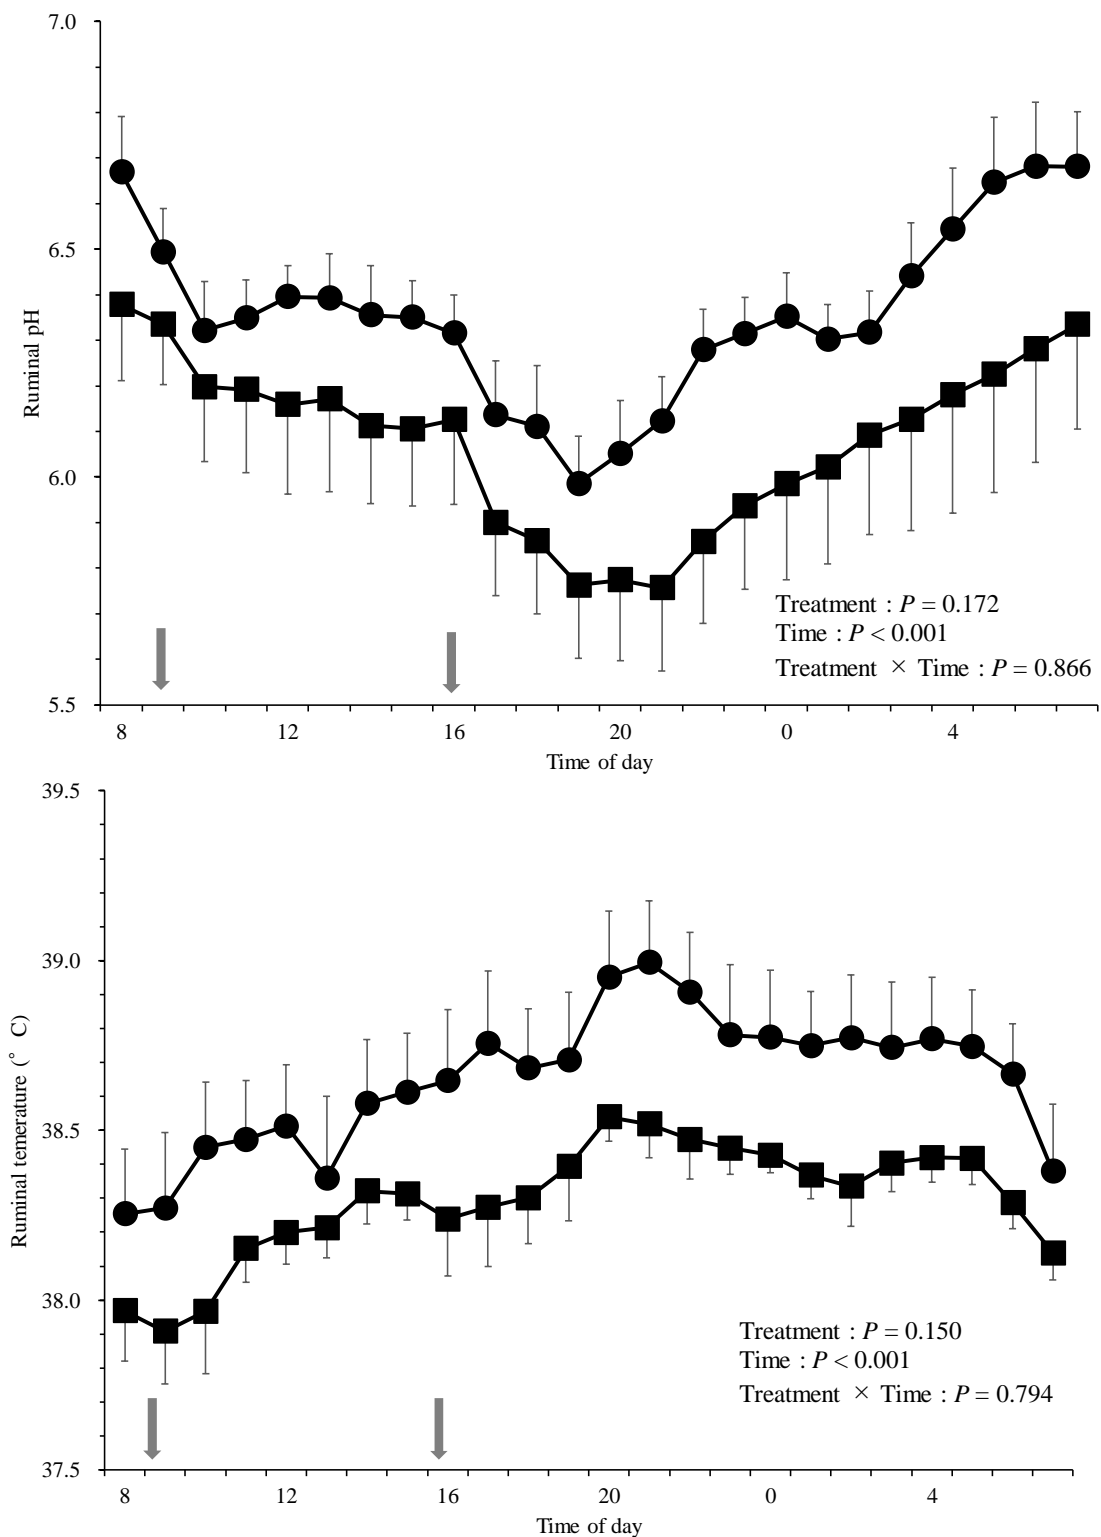 7.0
6.5
6.0
5.5
Ruminal pH
Treatment : P = 0.172
Time : P < 0.001
Treatment × Time : P = 0.866
8 12 16 20 0 4
Time of day
39.5
39.0
38.5
38.0
37.5
Ruminal temerature (° C)
Treatment : P = 0.150
Time : P < 0.001
Treatment × Time : P = 0.794
8 12 16 20 0 4
Time of day